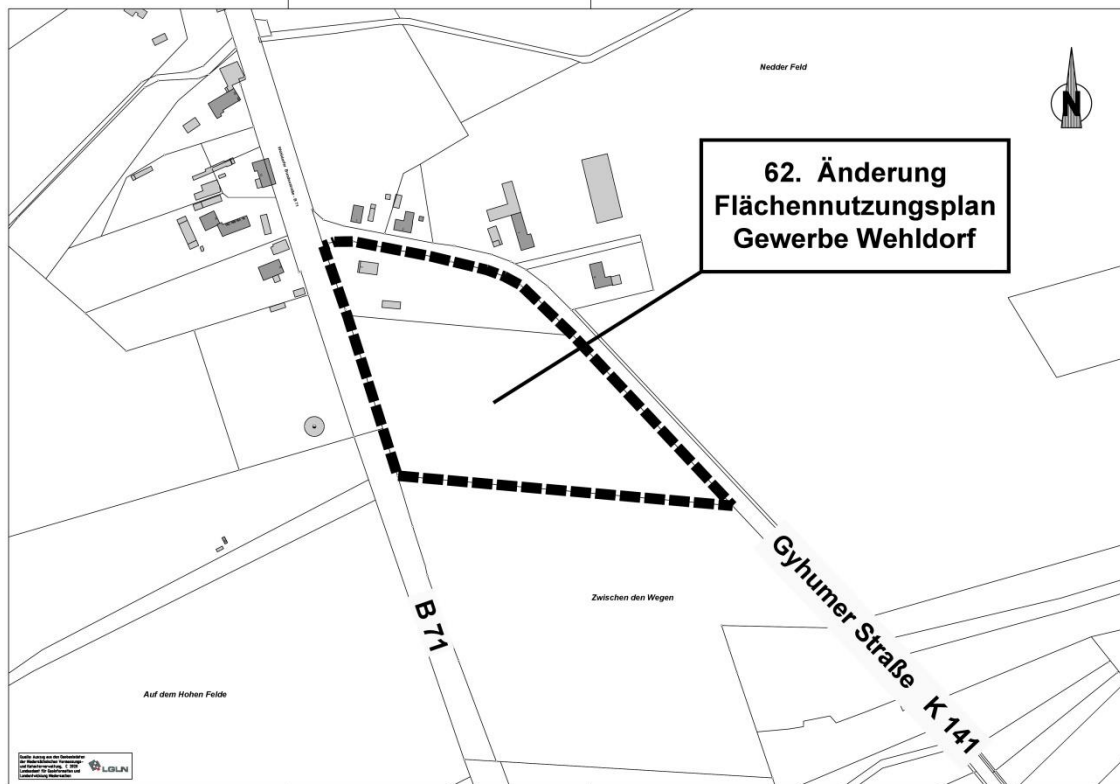 Nedder Feld
N
62. Änderung
Flächennutzungsplan
Gewerbe Wehldorf
Zwischen den Wegen
B 71
Gyhumer Straße K 141
Auf dem Hohen Felde
LGLN